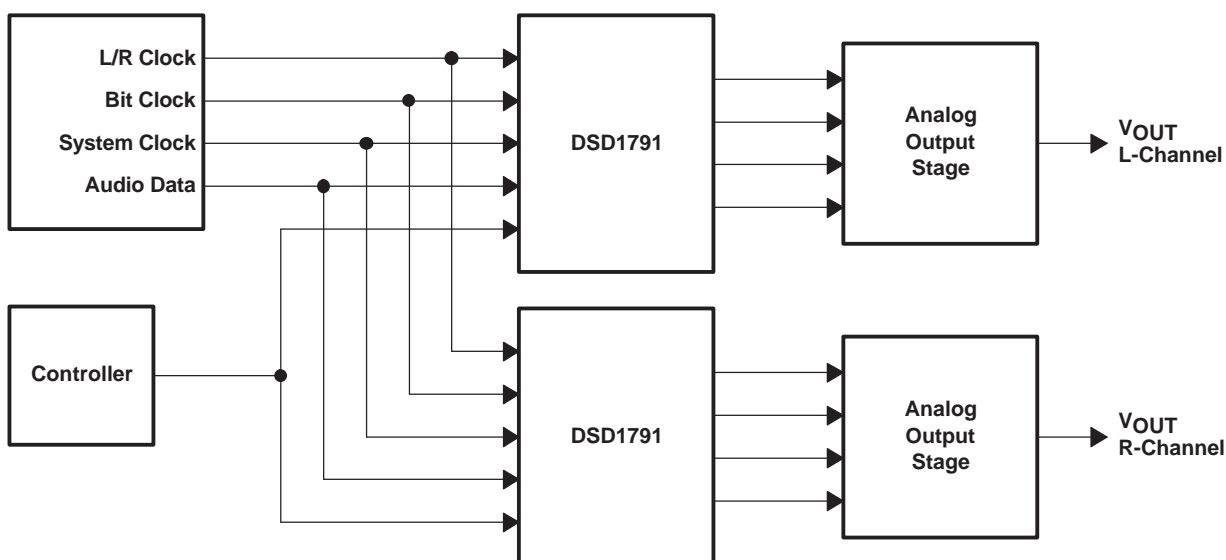 L/R Clock
Bit Clock
System Clock
Audio Data
DSD1791
Analog
Output
Stage
VOUT
L-Channel
Controller
DSD1791
Analog
Output
Stage
VOUT
R-Channel